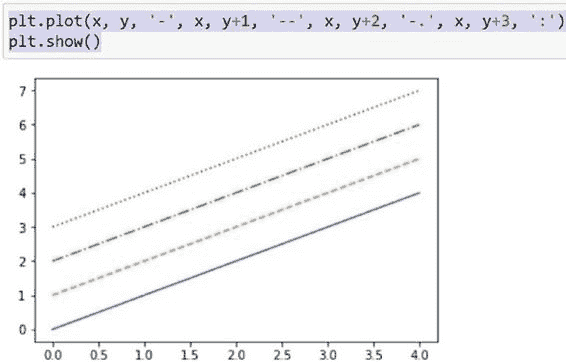 plt.plot(x, y, '-', x, y+1, '--', x, y+2, '-.', x, y+3, ':')
plt.show()
7
6
5
4
3
2
1
0
0.0 0.5 1.0 1.5 2.0 2.5 3.0 3.5 4.0